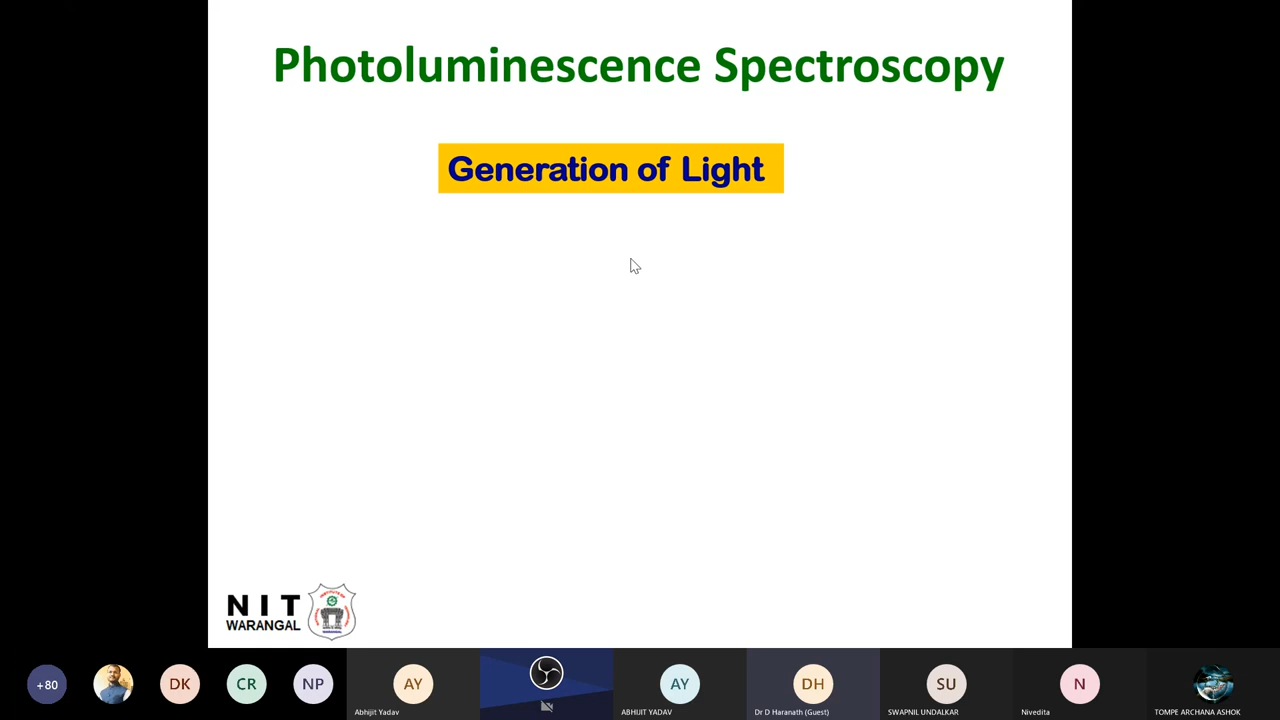 Photoluminescence Spectroscopy
Generation of Light
NIT
WARANGAL
+80
DK
CR
NP
AY
Abhijit Yadav
AY
ABHIJIT YADAV
DH
Dr D Haranath (Guest)
SU
SWAPNIL UNDALKAR
N
Nivedita
TOMPE ARCHANA ASHOK